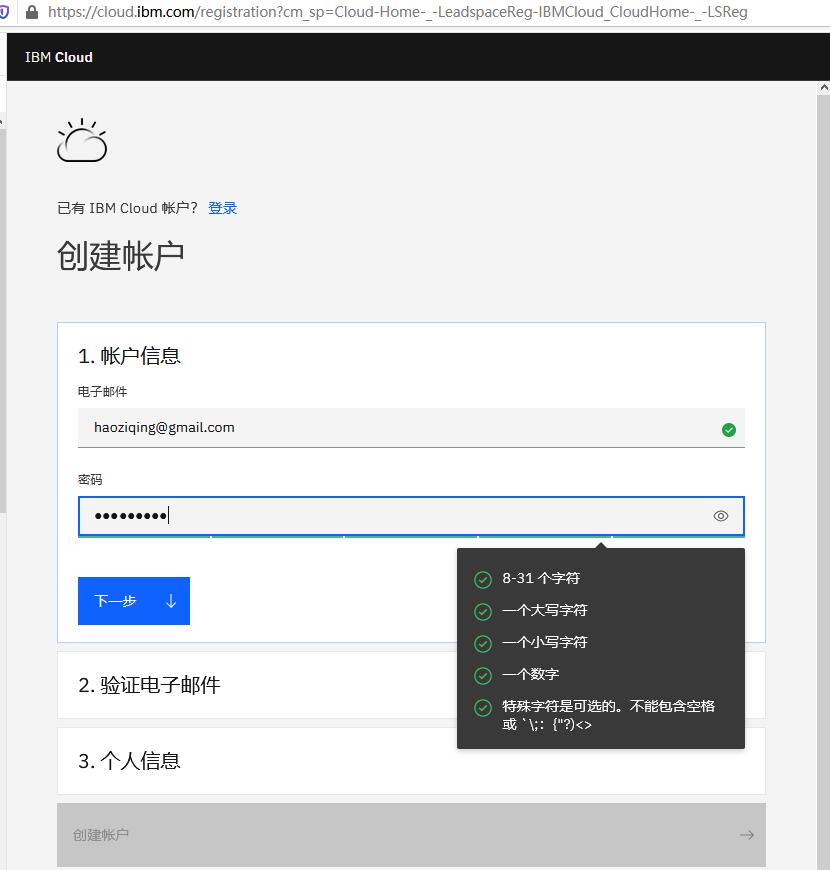 https://cloud.ibm.com/registration?cm_sp=Cloud-Home-_-LeadspaceReg-IBMCloud_CloudHome-_-LSReg
IBM Cloud
已有 IBM Cloud 帐户? 登录
创建帐户
1. 帐户信息
电子邮件
haoziqing@gmail.com
密码
•••••••••
下一步
8-31 个字符
一个大写字符
一个小写字符
一个数字
特殊字符是可选的。不能包含空格
或 `\;: {"?)<>
2. 验证电子邮件
3. 个人信息
创建帐户